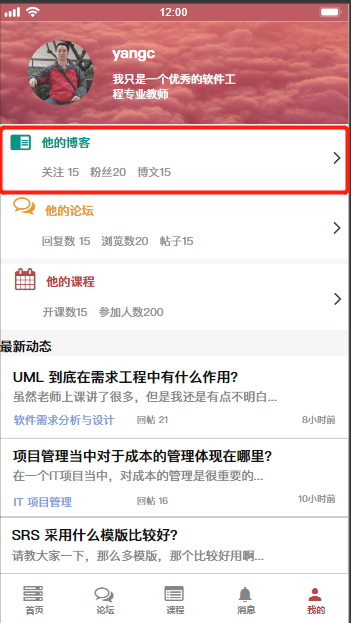 12:00
yangc
我只是一个优秀的软件工
程专业教师
他的博客
关注 15 粉丝20 博文15
他的论坛
回复数 15 浏览数20 帖子15
他的课程
开课数15 参加人数200
最新动态
UML 到底在需求工程中有什么作用?
虽然老师上课讲了很多，但是我还是有点不明白...
软件需求分析与设计 回帖 21 8小时前
项目管理当中对于成本的管理体现在哪里?
在一个IT项目当中，对成本的管理是很重要的...
IT 项目管理 回帖 16 10小时前
SRS 采用什么模版比较好?
请教大家一下，那么多模版，那个比较好用啊...
首页 论坛 课程 消息 我的